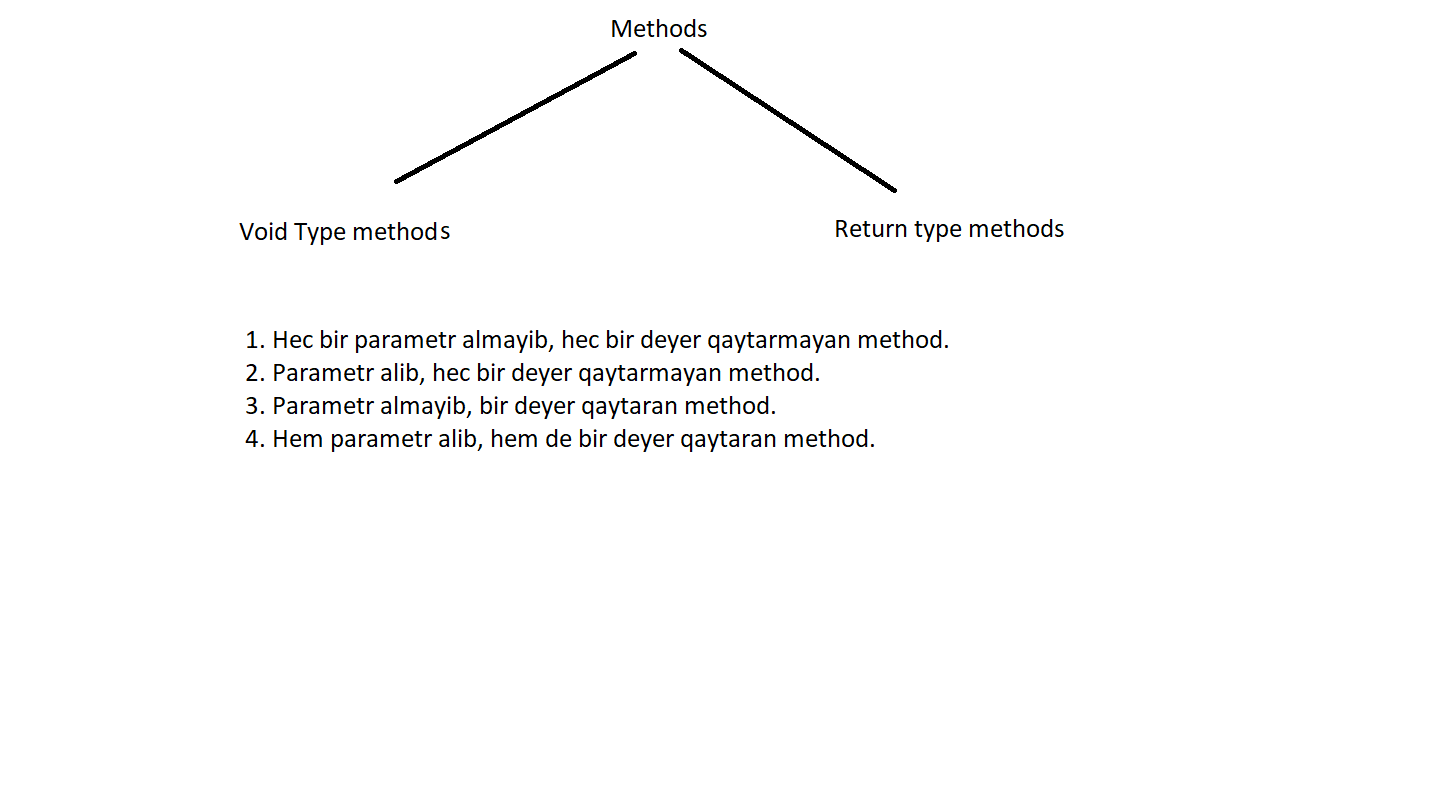 Methods
Void Type methods
Return type methods
1. Hec bir parametr almayib, hec bir deyer qaytarmayan method.
2. Parametr alib, hec bir deyer qaytarmayan method.
3. Parametr almayib, bir deyer qaytaran method.
4. Hem parametr alib, hem de bir deyer qaytaran method.